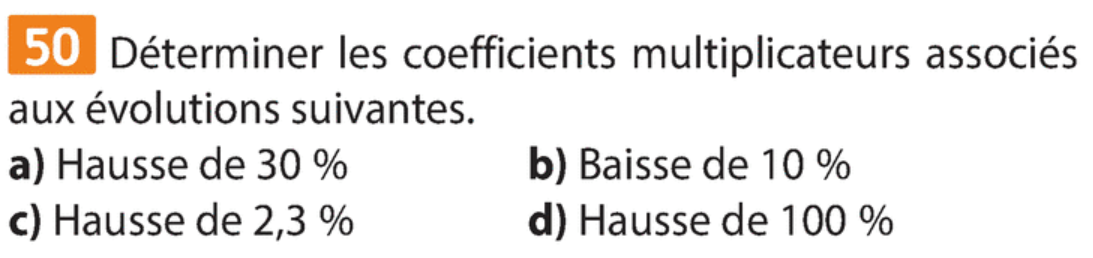 50 Déterminer les coefficients multiplicateurs associés
aux évolutions suivantes.
a) Hausse de 30 % b) Baisse de 10 %
c) Hausse de 2,3 % d) Hausse de 100 %